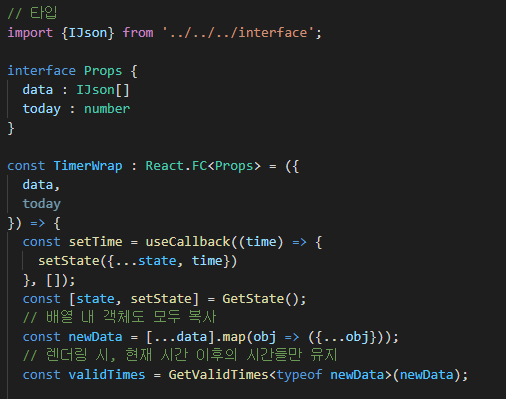 // 타입
import {IJson} from '../../../interface';
interface Props {
data : IJson[]
today : number
}
const TimerWrap : React.FC<Props> = ({
data,
today
}) => {
const setTime = useCallback((time) => {
setState({...state, time})
}, []);
const [state, setState] = GetState();
// 배열 내 객체도 모두 복사
const newData = [...data].map(obj => ({...obj}));
// 렌더링 시, 현재 시간 이후의 시간들만 유지
const validTimes = GetValidTimes<typeof newData>(newData);